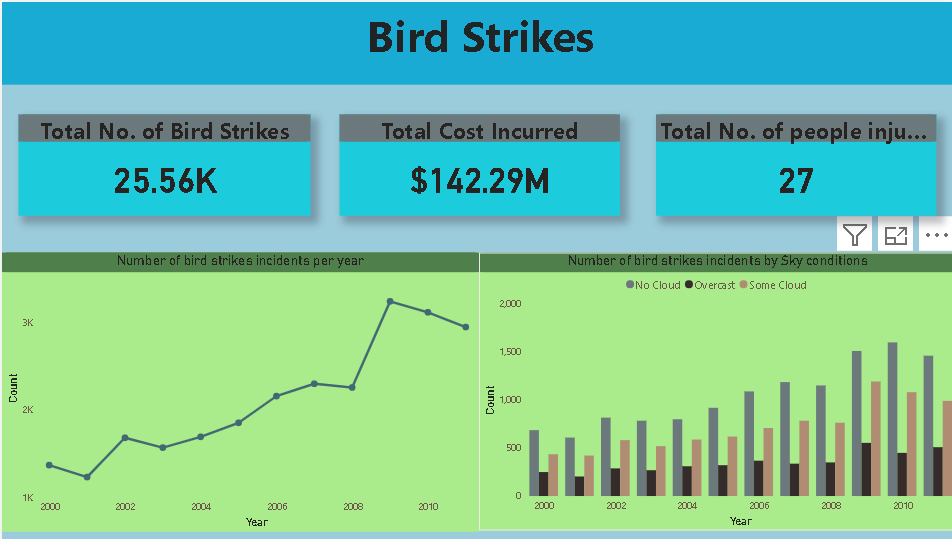 Bird Strikes
Total No. of Bird Strikes
25.56K
Total Cost Incurred
$142.29M
Total No. of people inju...
27
Number of bird strikes incidents per year
3K
2K
1K
Count
2000 2002 2004 2006 2008 2010
Year
Number of bird strikes incidents by Sky conditions
No Cloud Overcast Some Cloud
2,000
1,500
1,000
500
0
Count
2000 2002 2004 2006 2008 2010
Year